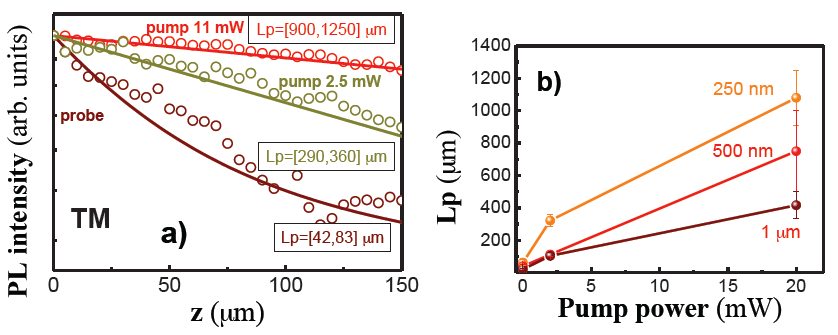 pump 11 mW
Lp=[900,1250] µm
pump 2.5 mW
probe
Lp=[290,360] µm
TM
a)
Lp=[42,83] µm
PL intensity (arb. units)
0 50 100 150
z (µm)
b)
1400
1200
1000
800
600
400
200
Lp (µm)
250 nm
500 nm
1 µm
0 5 10 15 20
Pump power (mW)